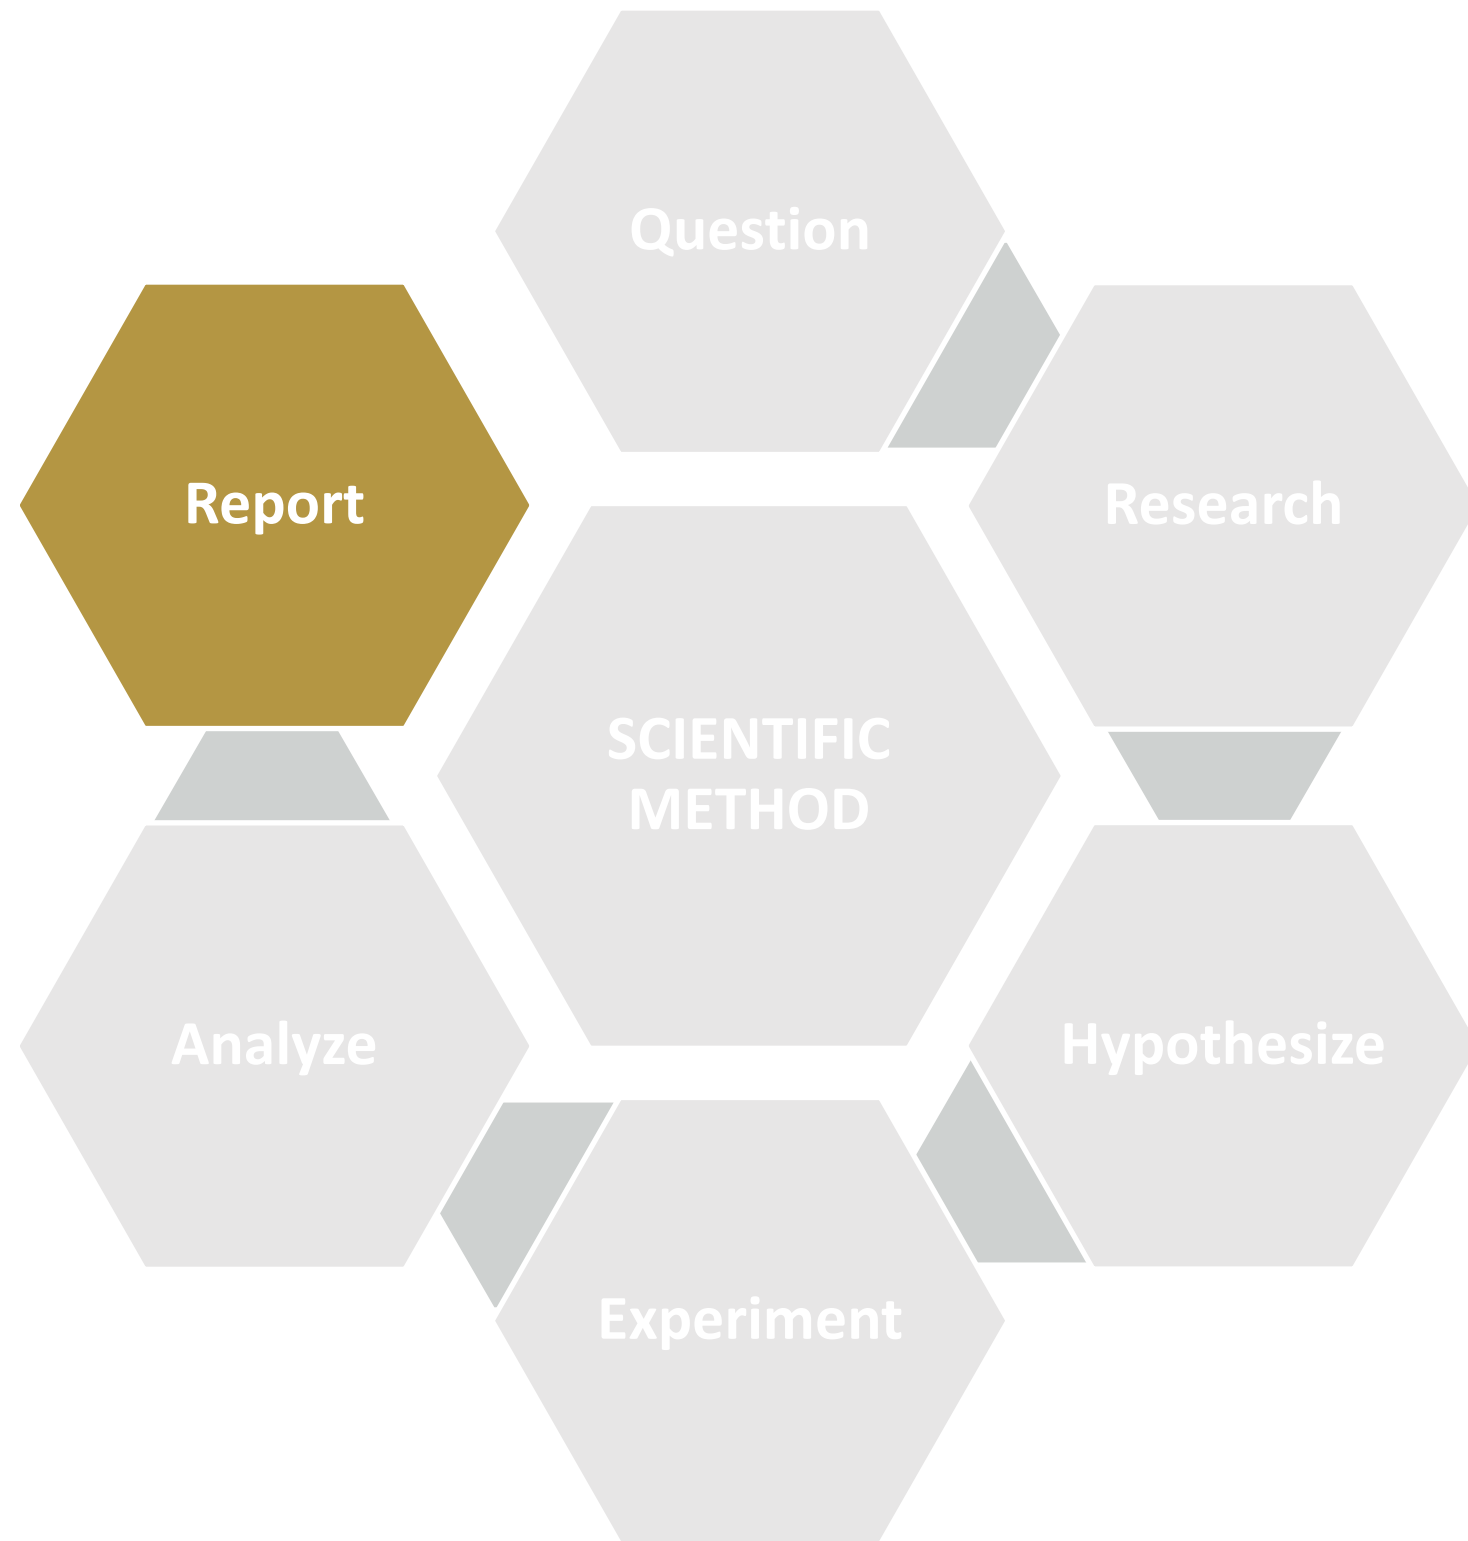 Question
Report
Research
SCIENTIFIC
METHOD
Analyze
Hypothesize
Experiment